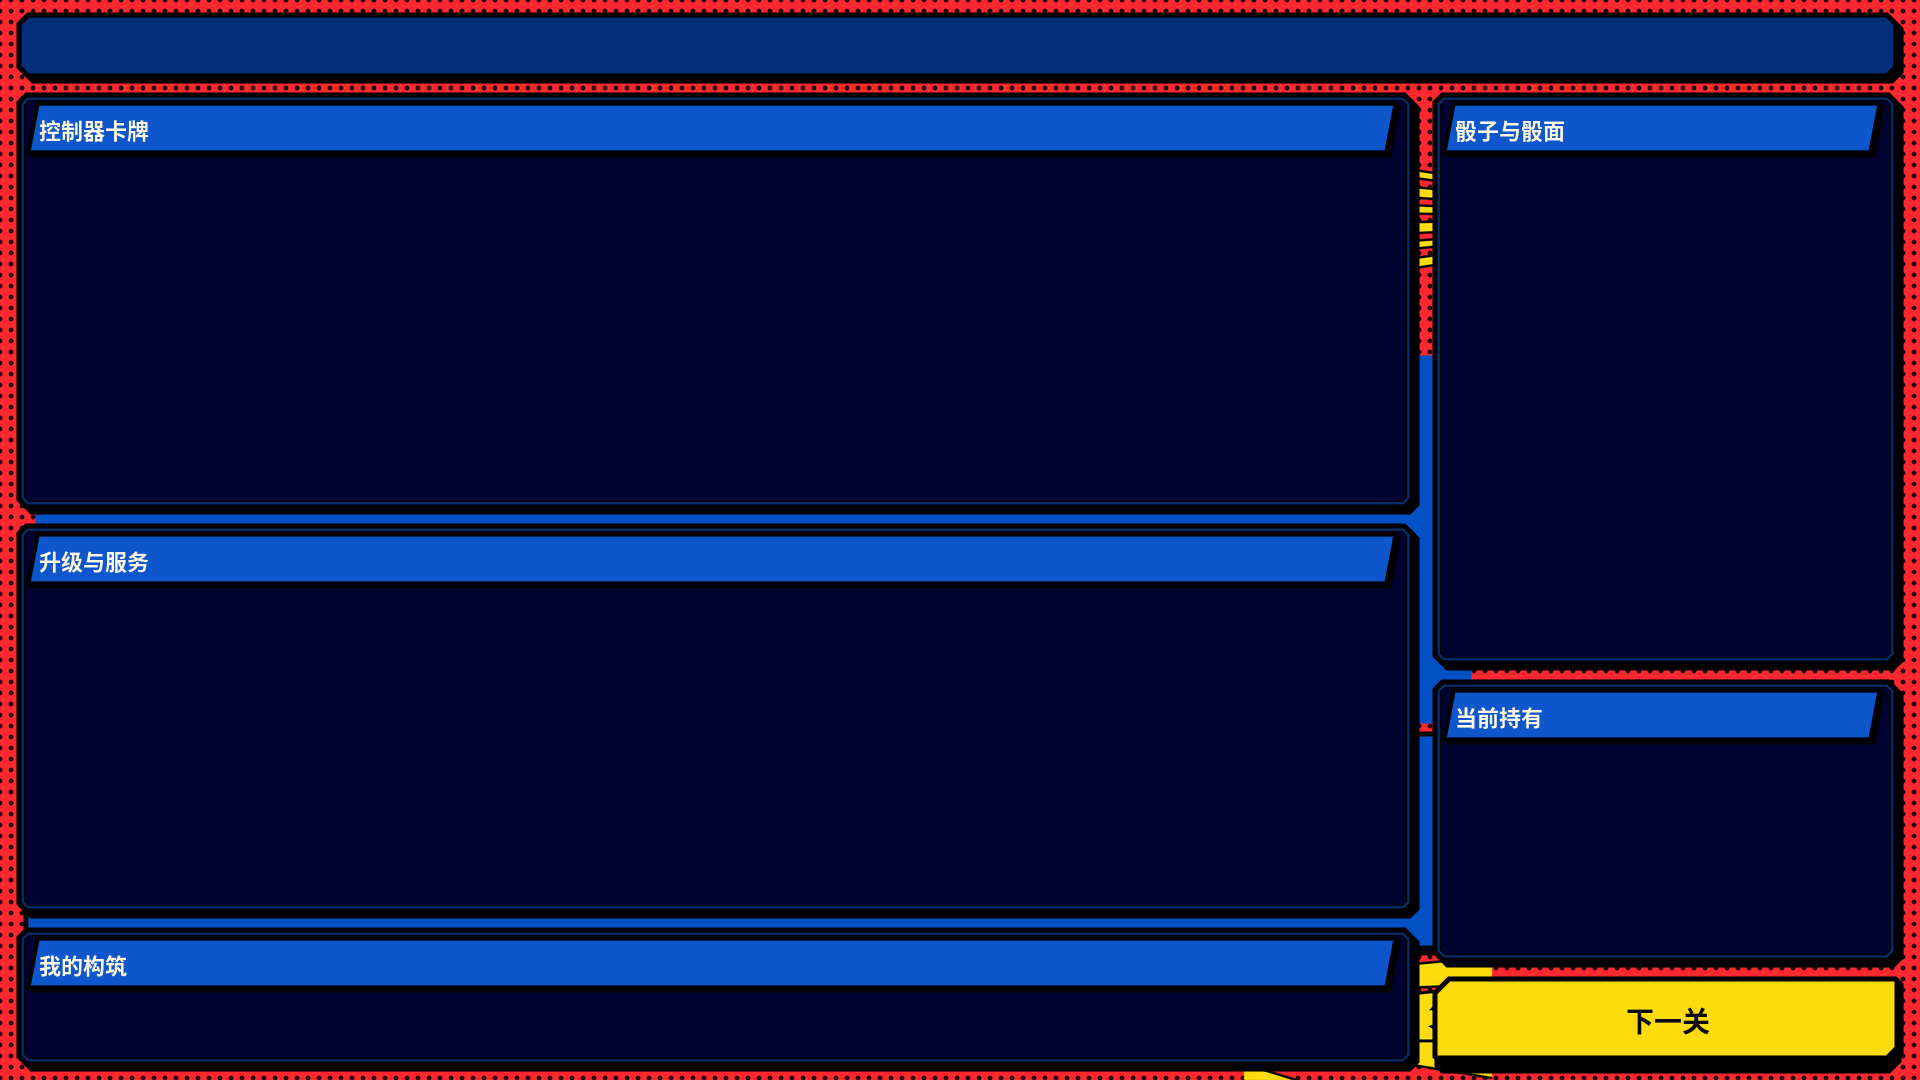 控制器卡牌
骰子与骰面
升级与服务
当前持有
我的构筑
下一关